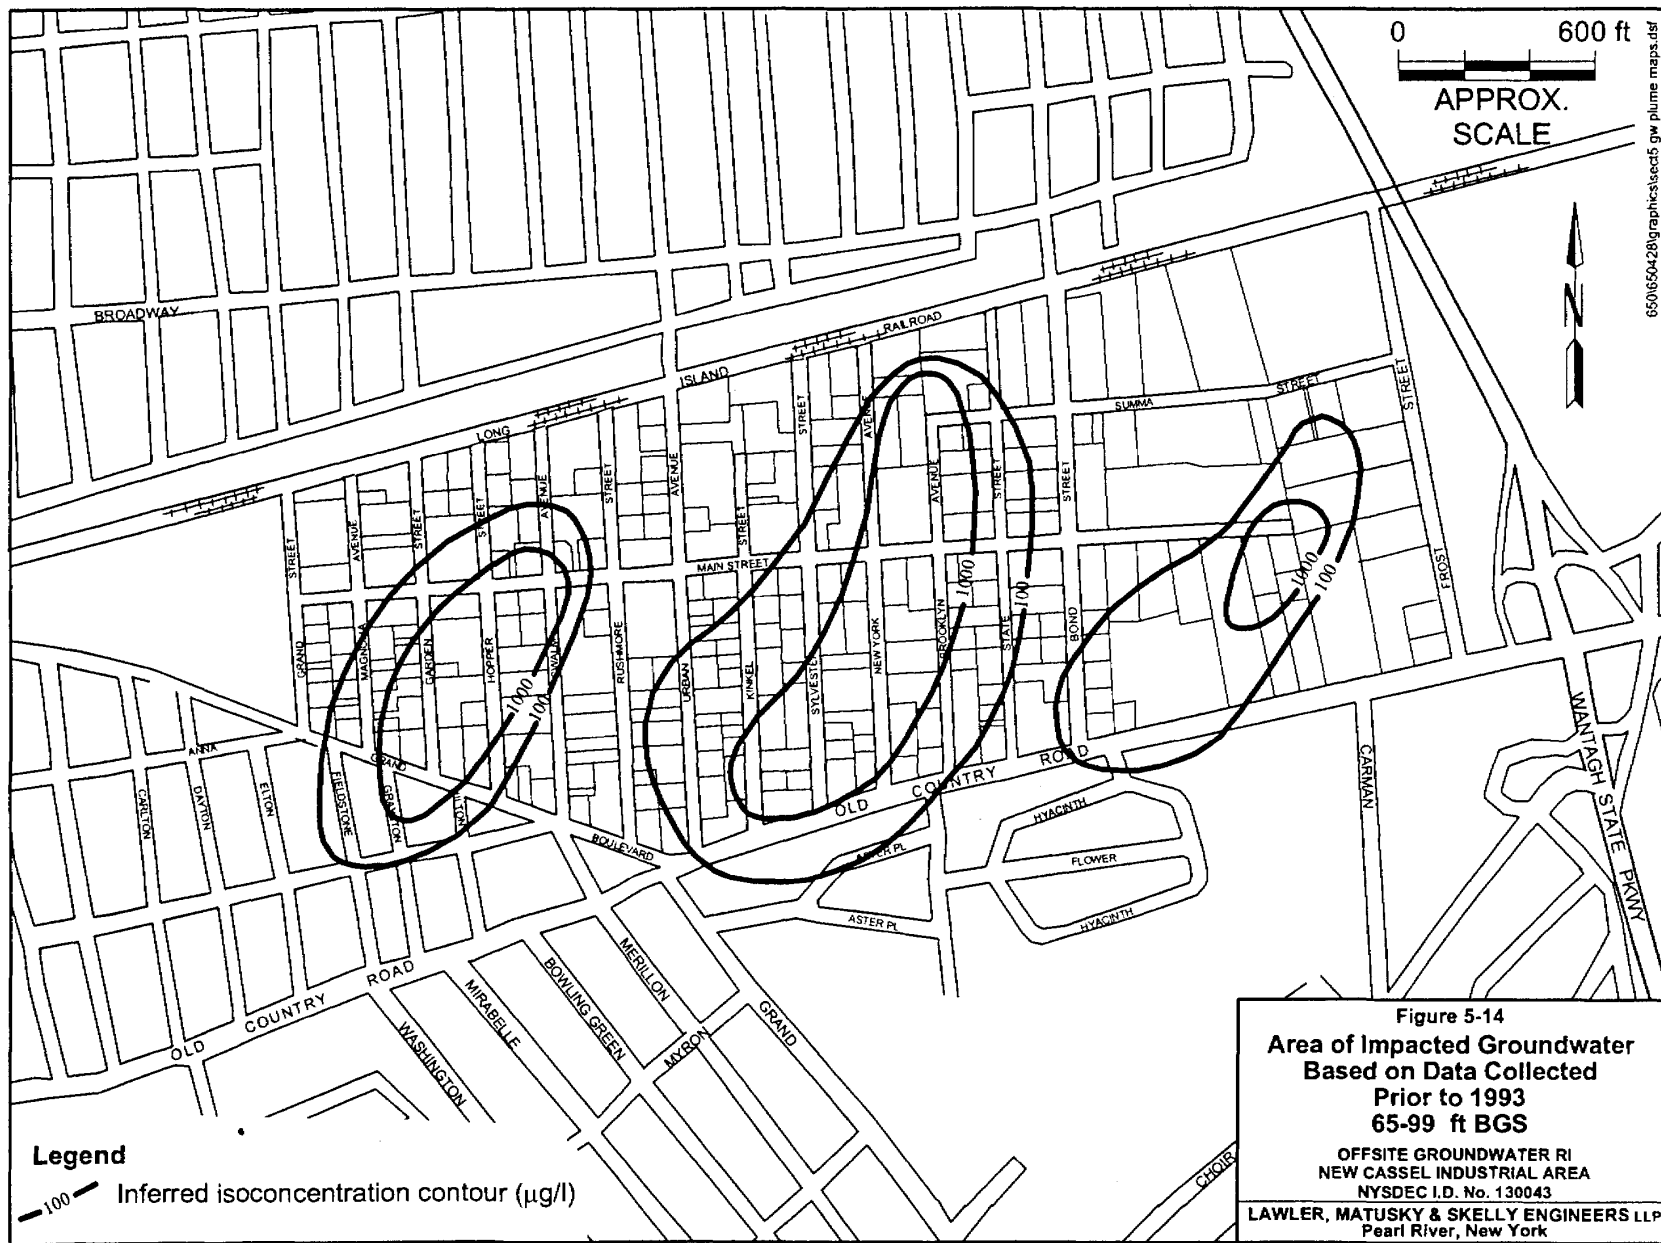 0 600 ft
APPROX.
SCALE
650\650428\graphics\sect5 gw plume maps.dsf
N
BROADWAY
LONG
ISLAND
RAILROAD
SUMMA
STREET
STREET
FROST
STREET
AVENUE
STREET
STREET
AVENUE
STREET
AVENUE
STREET
STREET
AVENUE
AVENUE
STREET
STREET
MAIN STREET
GRAND
MAGNOLIA
GARDEN
HOPPER
SWALM
RUSHMORE
URBAN
KINKEL
SYLVESTER
NEW YORK
BROOKLYN
STATE
BOND
1000
100
1000
100
1000
100
ANNA
GRAND
BOULEVARD
CARLTON
DAYTON
ELTON
FIELDSTONE
OLD COUNTRY ROAD
HYACINTH
FLOWER
HYACINTH
ASTER PL
ASTER PL
CARMAN
WANTAGH STATE PKWY
OLD COUNTRY ROAD
WASHINGTON
MIRABELLE
BOWLING GREEN
MERILLON
MYRON
GRAND
CHOIR
Legend
100 Inferred isoconcentration contour (µg/l)
Figure 5-14
Area of Impacted Groundwater
Based on Data Collected
Prior to 1993
65-99 ft BGS
OFFSITE GROUNDWATER RI
NEW CASSEL INDUSTRIAL AREA
NYSDEC I.D. No. 130043
LAWLER, MATUSKY & SKELLY ENGINEERS LLP
Pearl River, New York